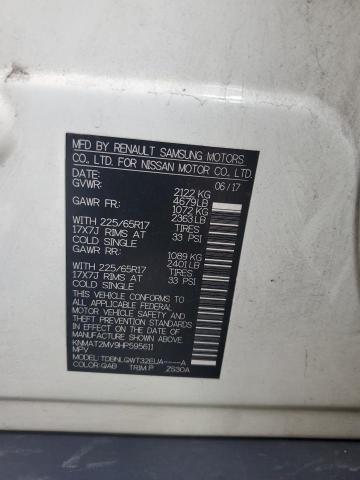 MFD BY RENAULT SAMSUNG MOTORS
CO. LTD. FOR NISSAN MOTOR CO. LTD.
DATE: 06/17
GVWR: 2122 KG
4679LB
GAWR FR: 1072 KG
2363LB
WITH 225/65R17 TIRES
17X7J RIMS AT 33 PSI
COLD SINGLE
GAWR RR: 1089 KG
2401LB
WITH 225/65R17 TIRES
17X7J RIMS AT 33 PSI
COLD SINGLE
THIS VEHICLE CONFORMS TO ALL
APPLICABLE FEDERAL
MOTOR VEHICLE SAFETY
AND THEFT PREVENTION
STANDARDS IN EFFECT ON THE DATE
OF MANUFACTURE SHOWN ABOVE.
KNMAT2MV9HP595611
MPV
MODEL: TDBNLGWT32EUA----A
COLOR: QAB TRIM: P ZS30A